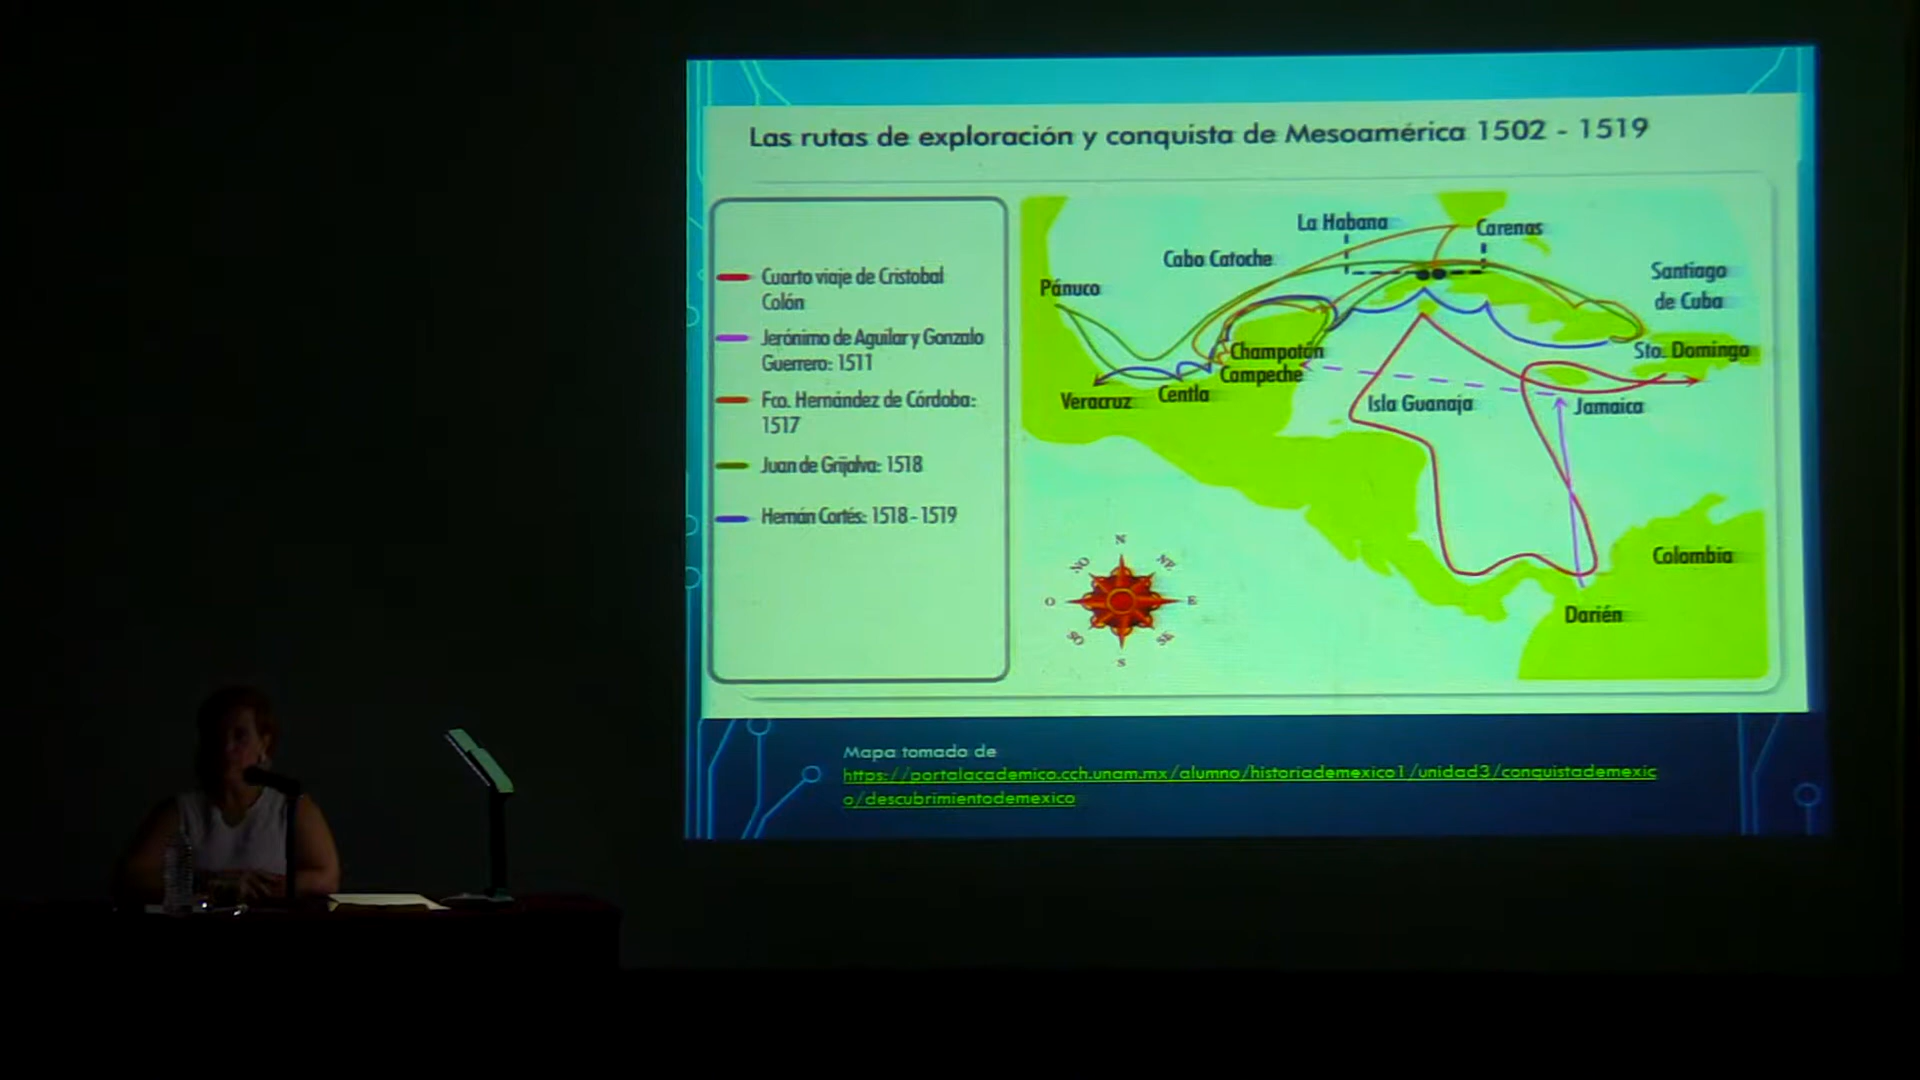 Las rutas de exploración y conquista de Mesoamérica 1502 - 1519
Cuarto viaje de Cristobal
Colón
Jerónimo de Aguilar y Gonzalo
Guerrero: 1511
Fco. Hernández de Córdoba:
1517
Juan de Grijalva: 1518
Hernán Cortés: 1518 - 1519
La Habana
Carenas
Cabo Catoche
Pánuco
Santiago
de Cuba
Champotón
Sto. Domingo
Campeche
Veracruz
Centla
Isla Guanaja
Jamaica
Colombia
Darién
N
NO
NE
O
E
SO
SE
S
Mapa tomado de
https://portalacademico.cch.unam.mx/alumno/historiademexico1/unidad3/conquistademexic
o/descubrimientodemexico